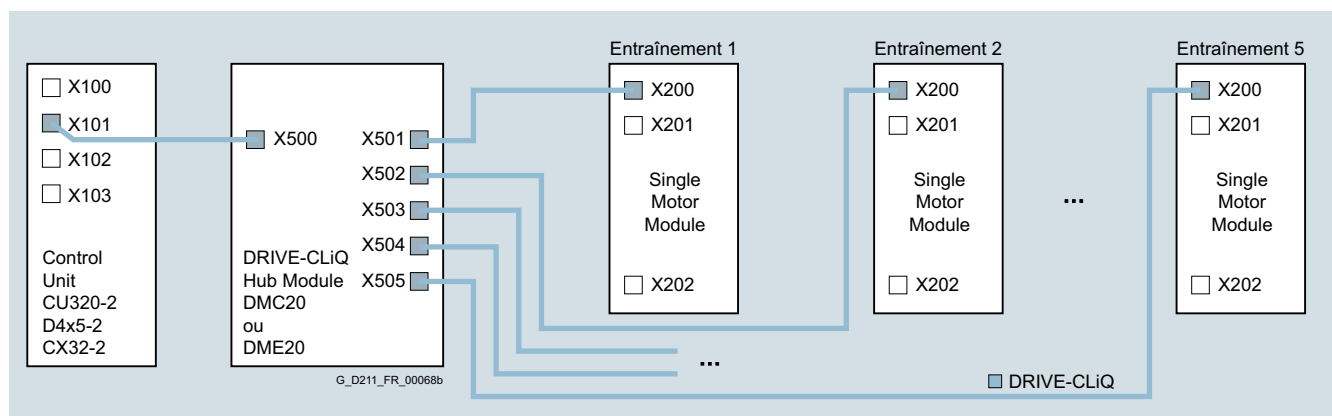 Entraînement 1
Entraînement 2
Entraînement 5
X100
X101
X102
X103
Control
Unit
CU320-2
D4x5-2
CX32-2
X500
X501
X502
X503
X504
X505
DRIVE-CLiQ
Hub Module
DMC20
ou
DME20
X200
X201
Single
Motor
Module
X202
X200
X201
Single
Motor
Module
X202
...
X200
X201
Single
Motor
Module
X202
...
G_D211_FR_00068b
DRIVE-CLiQ